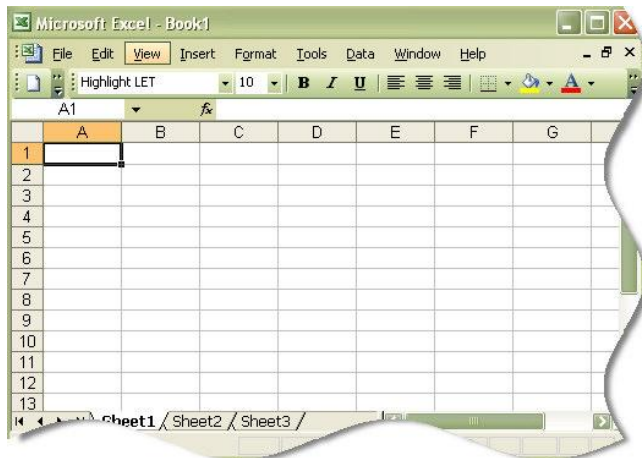 Microsoft Excel - Book1
File Edit View Insert Format Tools Data Window Help
Highlight LET 10 B I U A
A1 fx
A B C D E F G
1
2
3
4
5
6
7
8
9
10
11
12
13
Sheet1 Sheet2 Sheet3